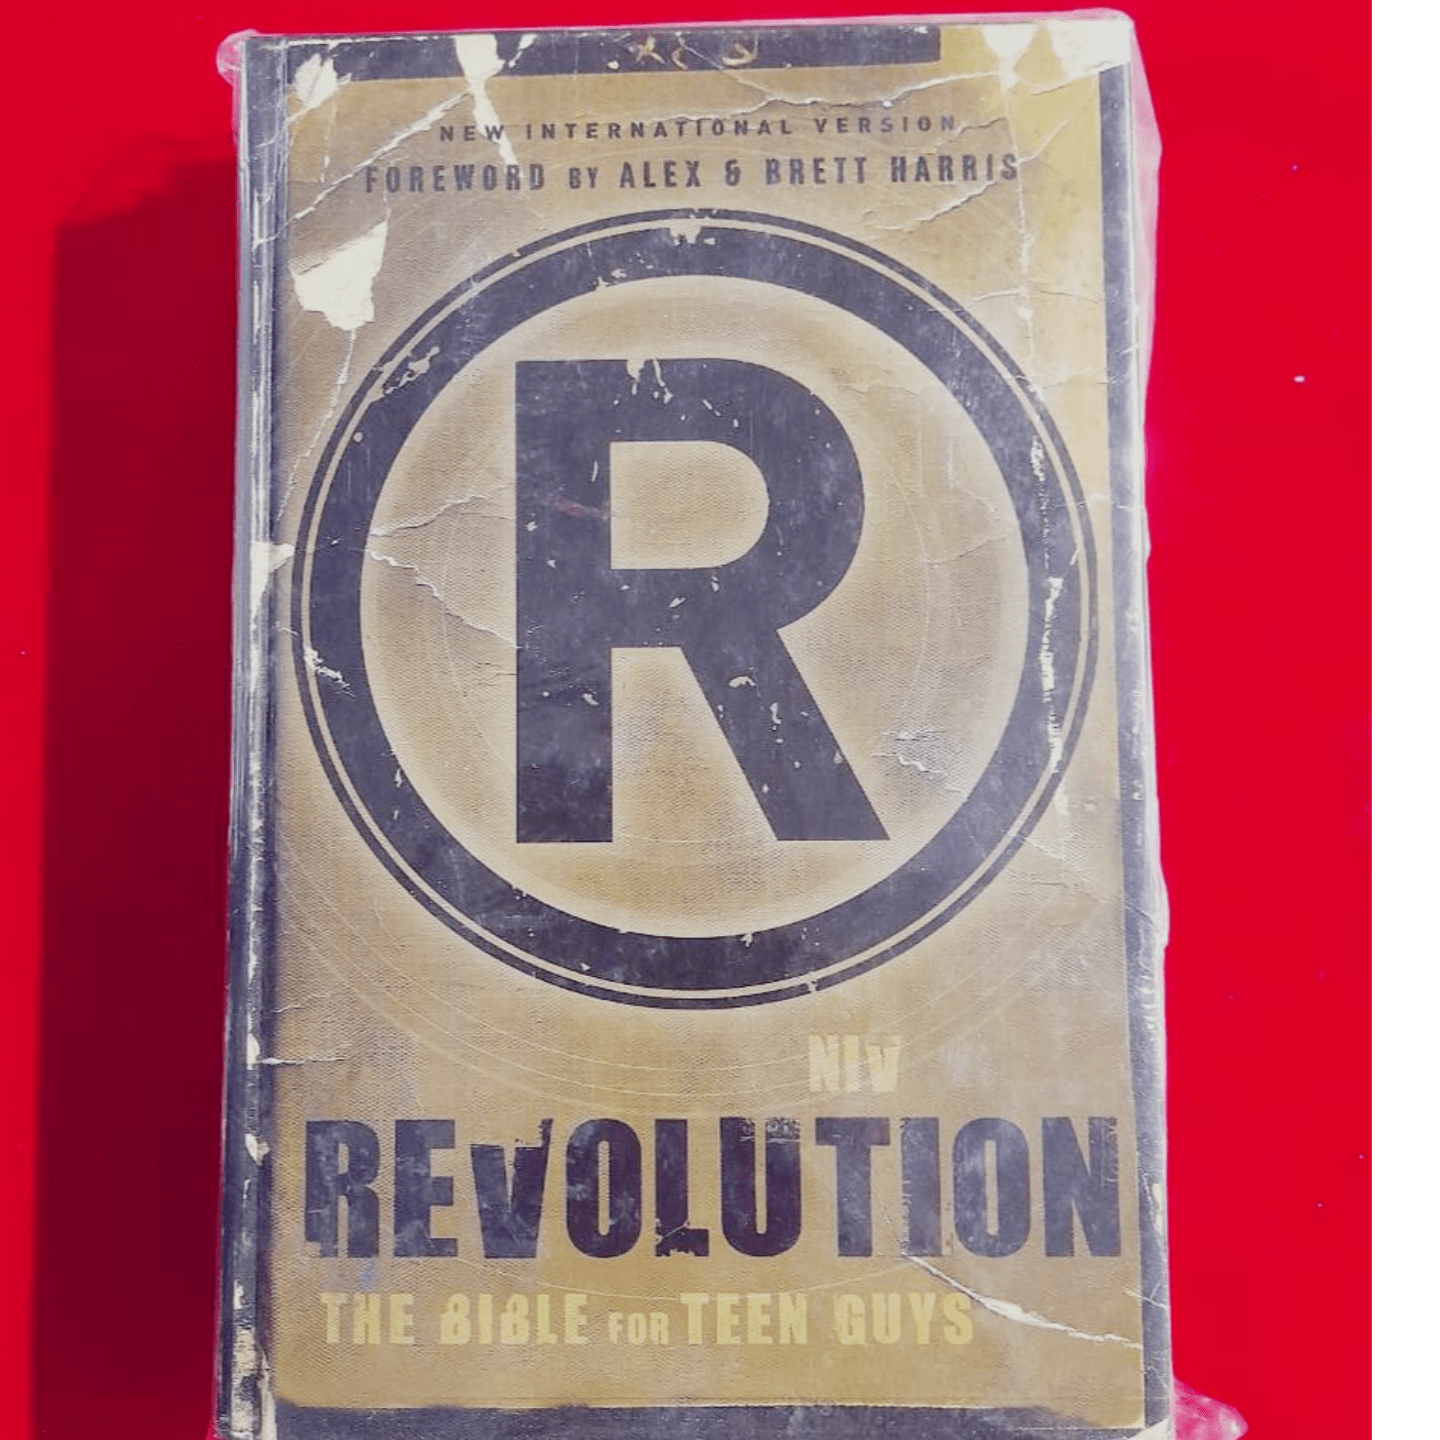 NEW INTERNATIONAL VERSION
FOREWORD BY ALEX & BRETT HARRIS
R
NIV
REVOLUTION
THE BIBLE FOR TEEN GUYS